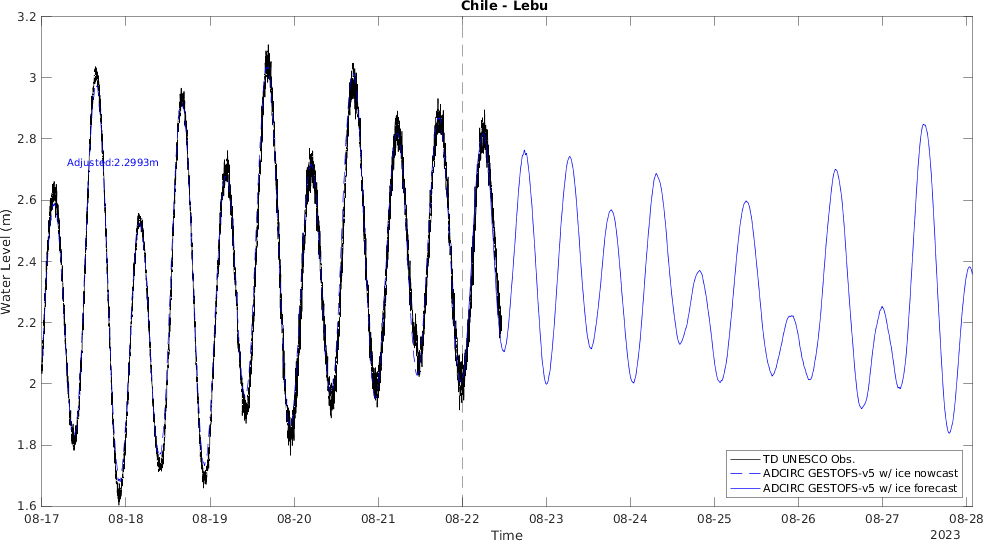 Chile - Lebu
3.2
3
2.8
2.6
2.4
2.2
2
1.8
1.6
Water Level (m)
Adjusted:2.2993m
TD UNESCO Obs.
ADCIRC GESTOFS-v5 w/ ice nowcast
ADCIRC GESTOFS-v5 w/ ice forecast
08-17 08-18 08-19 08-20 08-21 08-22 08-23 08-24 08-25 08-26 08-27 08-28
Time
2023